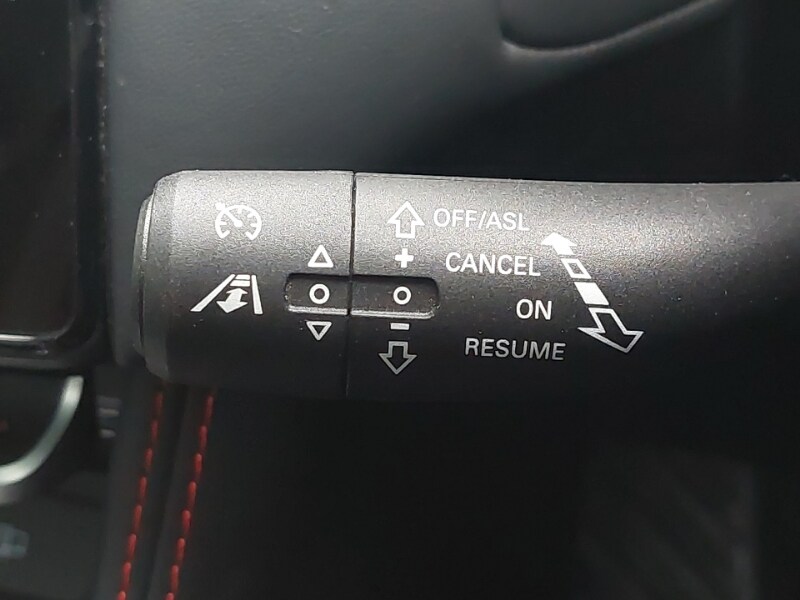 OFF/ASL
+ CANCEL
ON
− RESUME